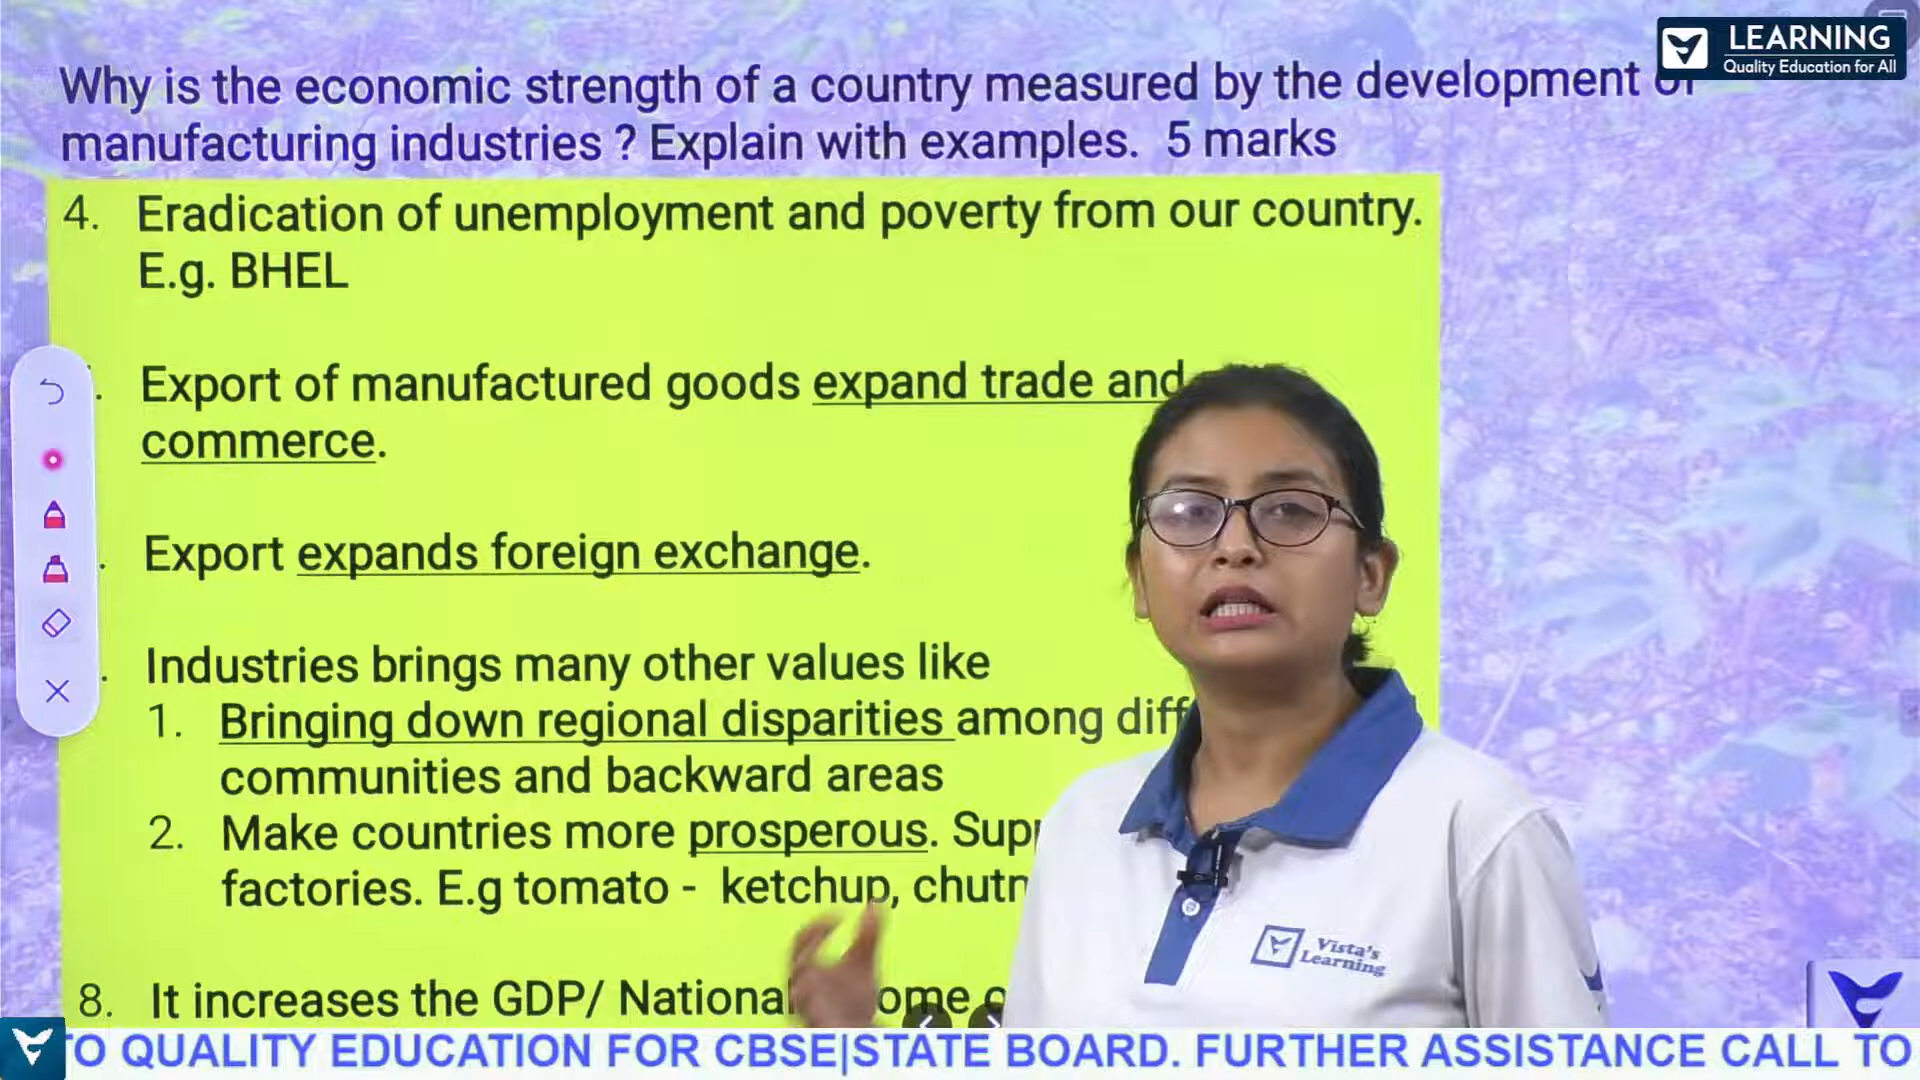 LEARNING
Quality Education for All
Why is the economic strength of a country measured by the development of
manufacturing industries ? Explain with examples. 5 marks
4. Eradication of unemployment and poverty from our country.
E.g. BHEL
Export of manufactured goods expand trade and
commerce.
Export expands foreign exchange.
Industries brings many other values like
1. Bringing down regional disparities among
communities and backward areas
2. Make countries more prosperous.
factories. E.g tomato - ketchup,
8. It increases the GDP/
Vista's
Learning
TO QUALITY EDUCATION FOR CBSE|STATE BOARD. FURTHER ASSISTANCE CALL TO